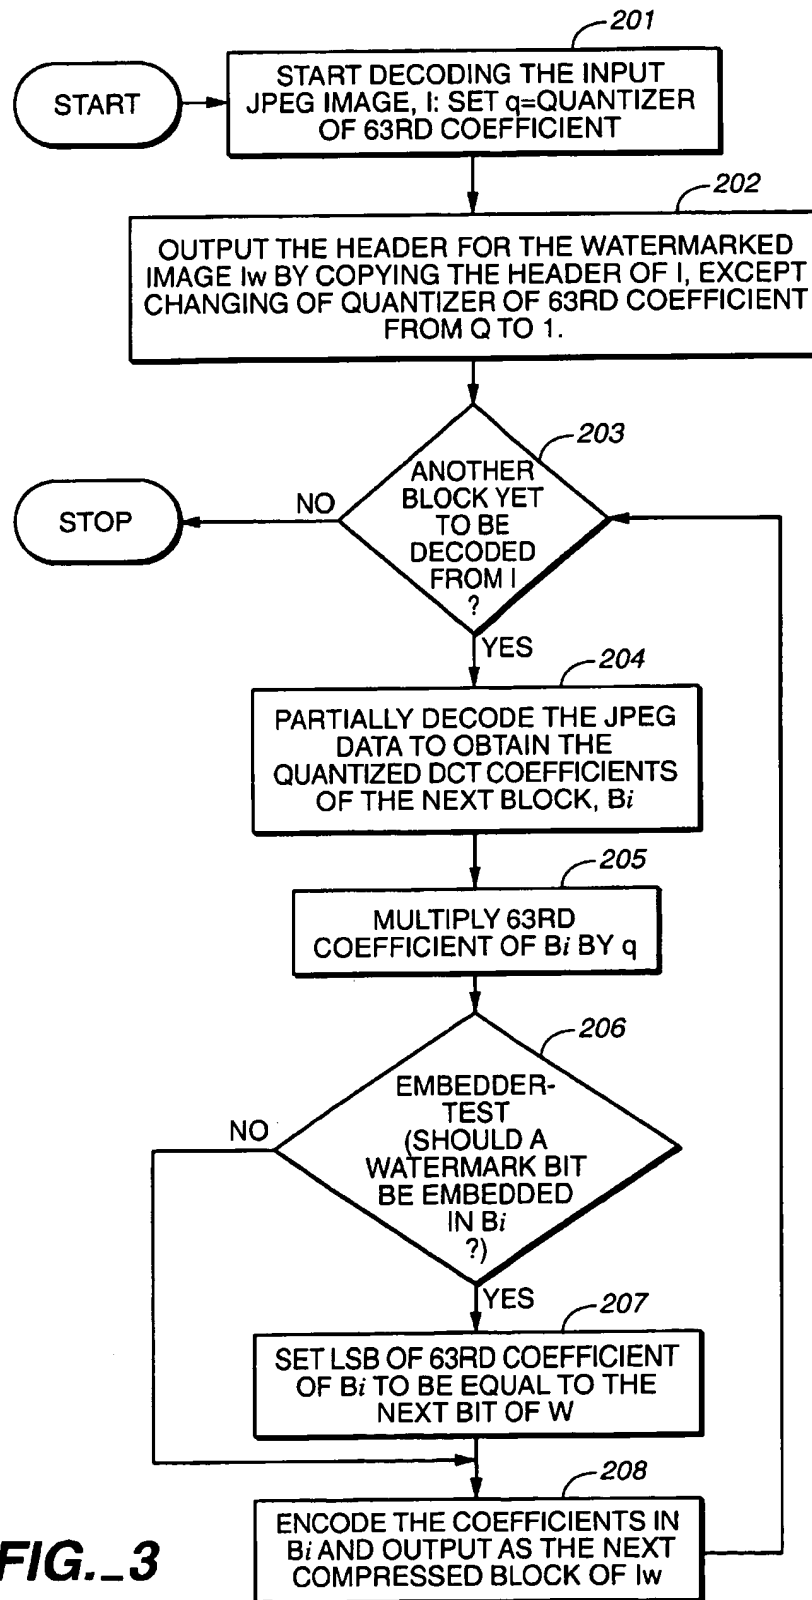 201
START
START DECODING THE INPUT
JPEG IMAGE, I: SET q=QUANTIZER
OF 63RD COEFFICIENT
202
OUTPUT THE HEADER FOR THE WATERMARKED
IMAGE Iw BY COPYING THE HEADER OF I, EXCEPT
CHANGING OF QUANTIZER OF 63RD COEFFICIENT
FROM Q TO 1.
203
ANOTHER
BLOCK YET
TO BE
DECODED
FROM I
?
NO
STOP
YES
204
PARTIALLY DECODE THE JPEG
DATA TO OBTAIN THE
QUANTIZED DCT COEFFICIENTS
OF THE NEXT BLOCK, Bi
205
MULTIPLY 63RD
COEFFICIENT OF Bi BY q
206
EMBEDDER-
TEST
(SHOULD A
WATERMARK BIT
BE EMBEDDED
IN Bi
?)
NO
YES
207
SET LSB OF 63RD COEFFICIENT
OF Bi TO BE EQUAL TO THE
NEXT BIT OF W
208
ENCODE THE COEFFICIENTS IN
Bi AND OUTPUT AS THE NEXT
COMPRESSED BLOCK OF Iw
FIG._3